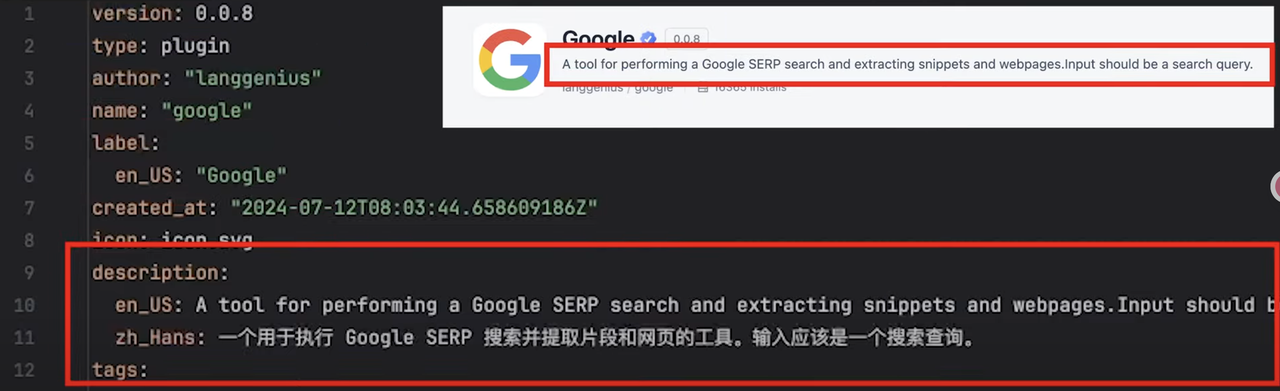 1 version: 0.0.8
2 type: plugin
3 author: "langgenius"
4 name: "google"
5 label:
6 en_US: "Google"
7 created_at: "2024-07-12T08:03:44.658609186Z"
8 icon: icon.svg
9 description:
10 en_US: A tool for performing a Google SERP search and extracting snippets and webpages.Input should b
11 zh_Hans: 一个用于执行 Google SERP 搜索并提取片段和网页的工具。输入应该是一个搜索查询。
12 tags:
Google 0.0.8
A tool for performing a Google SERP search and extracting snippets and webpages.Input should be a search query.
langgenius / google 16365 installs